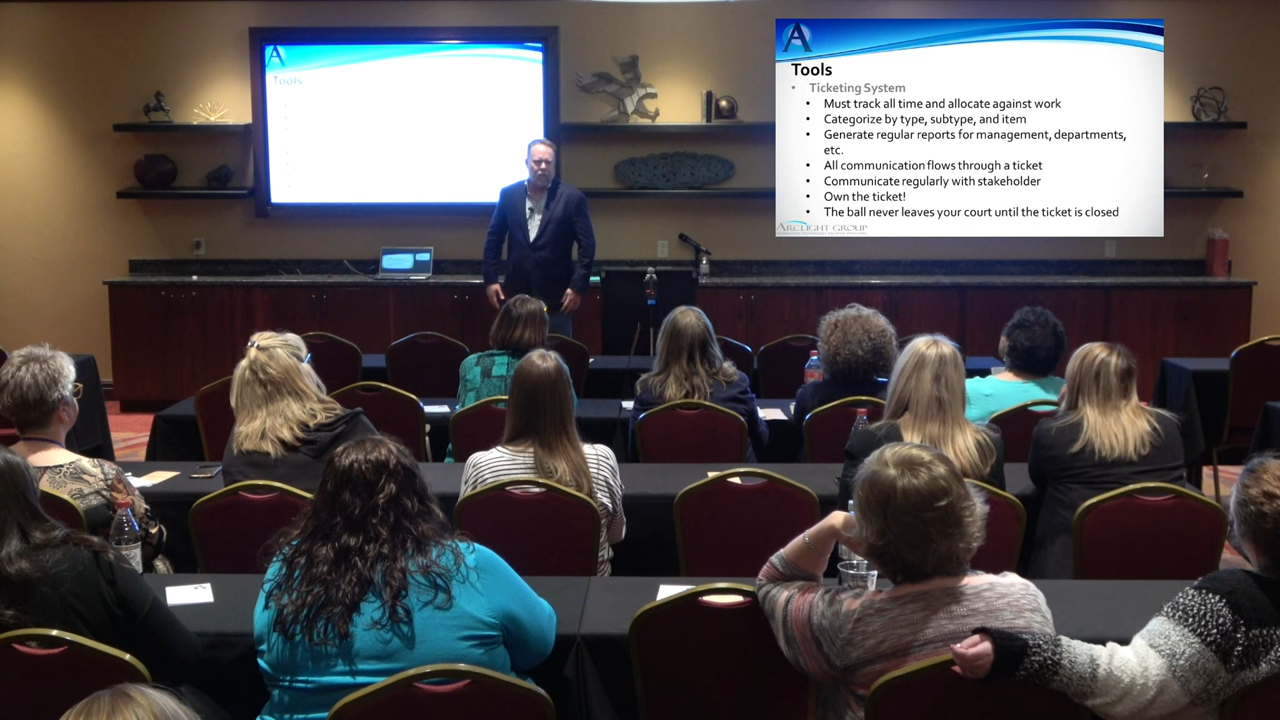 Tools
A
A
Tools
• Ticketing System
• Must track all time and allocate against work
• Categorize by type, subtype, and item
• Generate regular reports for management, departments,
etc.
• All communication flows through a ticket
• Communicate regularly with stakeholder
• Own the ticket!
• The ball never leaves your court until the ticket is closed
ARCLIGHT GROUP